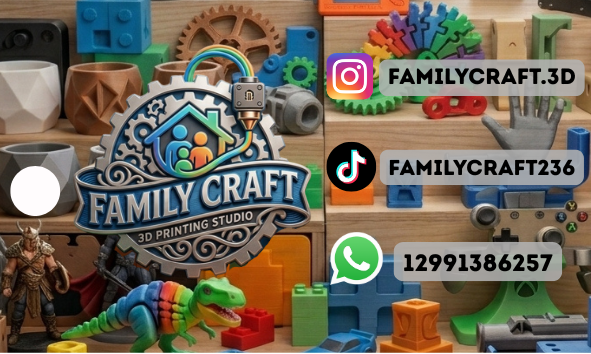 FAMILY CRAFT
3D PRINTING STUDIO
FAMILYCRAFT.3D
FAMILYCRAFT236
12991386257